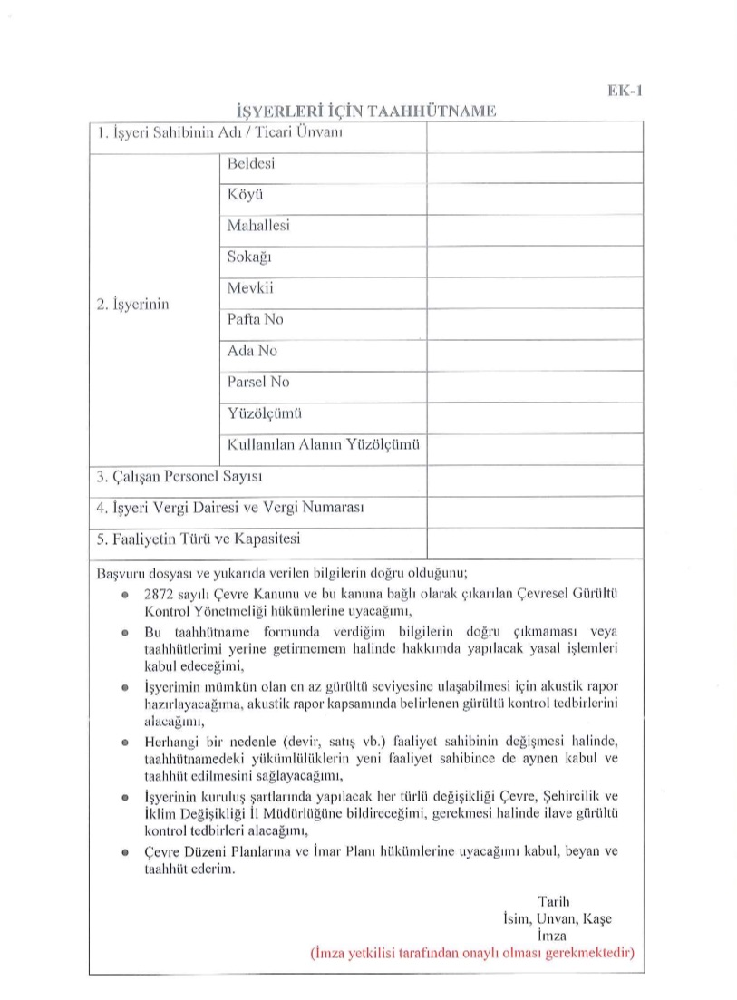 EK-1
İŞYERLERİ İÇİN TAAHHÜTNAME
1. İşyeri Sahibinin Adı / Ticari Ünvanı
2. İşyerinin
Beldesi
Köyü
Mahallesi
Sokağı
Mevkii
Pafta No
Ada No
Parsel No
Yüzölçümü
Kullanılan Alanın Yüzölçümü
3. Çalışan Personel Sayısı
4. İşyeri Vergi Dairesi ve Vergi Numarası
5. Faaliyetin Türü ve Kapasitesi
Başvuru dosyası ve yukarıda verilen bilgilerin doğru olduğunu;
● 2872 sayılı Çevre Kanunu ve bu kanuna bağlı olarak çıkarılan Çevresel Gürültü
Kontrol Yönetmeliği hükümlerine uyacağımı,
● Bu taahhütname formunda verdiğim bilgilerin doğru çıkmaması veya
taahhütlerimi yerine getirmemem halinde hakkımda yapılacak yasal işlemleri
kabul edeceğimi,
● İşyerimin mümkün olan en az gürültü seviyesine ulaşabilmesi için akustik rapor
hazırlayacağıma, akustik rapor kapsamında belirlenen gürültü kontrol tedbirlerini
alacağımı,
● Herhangi bir nedenle (devir, satış vb.) faaliyet sahibinin değişmesi halinde,
taahhütnamedeki yükümlülüklerin yeni faaliyet sahibince de aynen kabul ve
taahhüt edilmesini sağlayacağımı,
● İşyerinin kuruluş şartlarında yapılacak her türlü değişikliği Çevre, Şehircilik ve
İklim Değişikliği İl Müdürlüğüne bildireceğimi, gerekmesi halinde ilave gürültü
kontrol tedbirleri alacağımı,
● Çevre Düzeni Planlarına ve İmar Planı hükümlerine uyacağımı kabul, beyan ve
taahhüt ederim.
Tarih
İsim, Unvan, Kaşe
İmza
(İmza yetkilisi tarafından onaylı olması gerekmektedir)